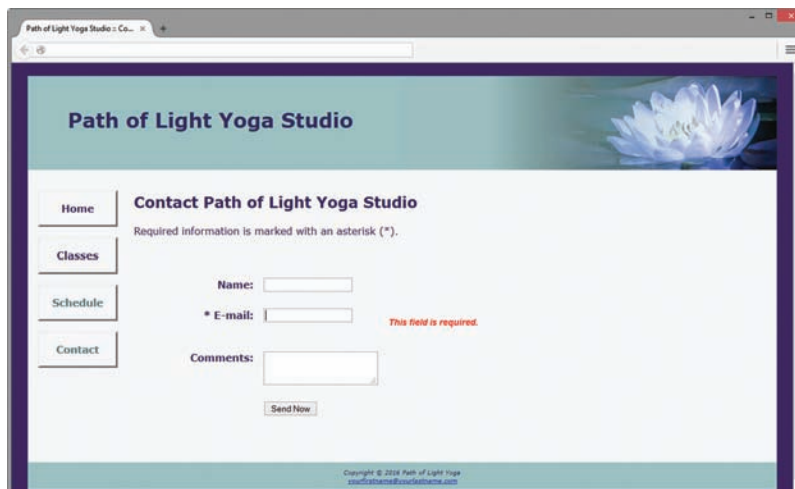 Path of Light Yoga Studio :: Co...
Path of Light Yoga Studio
Home
Classes
Schedule
Contact
Contact Path of Light Yoga Studio
Required information is marked with an asterisk (*).
Name:
* E-mail:
This field is required.
Comments:
Send Now
Copyright © 2016 Path of Light Yoga
yourfirstname@yourlastname.com